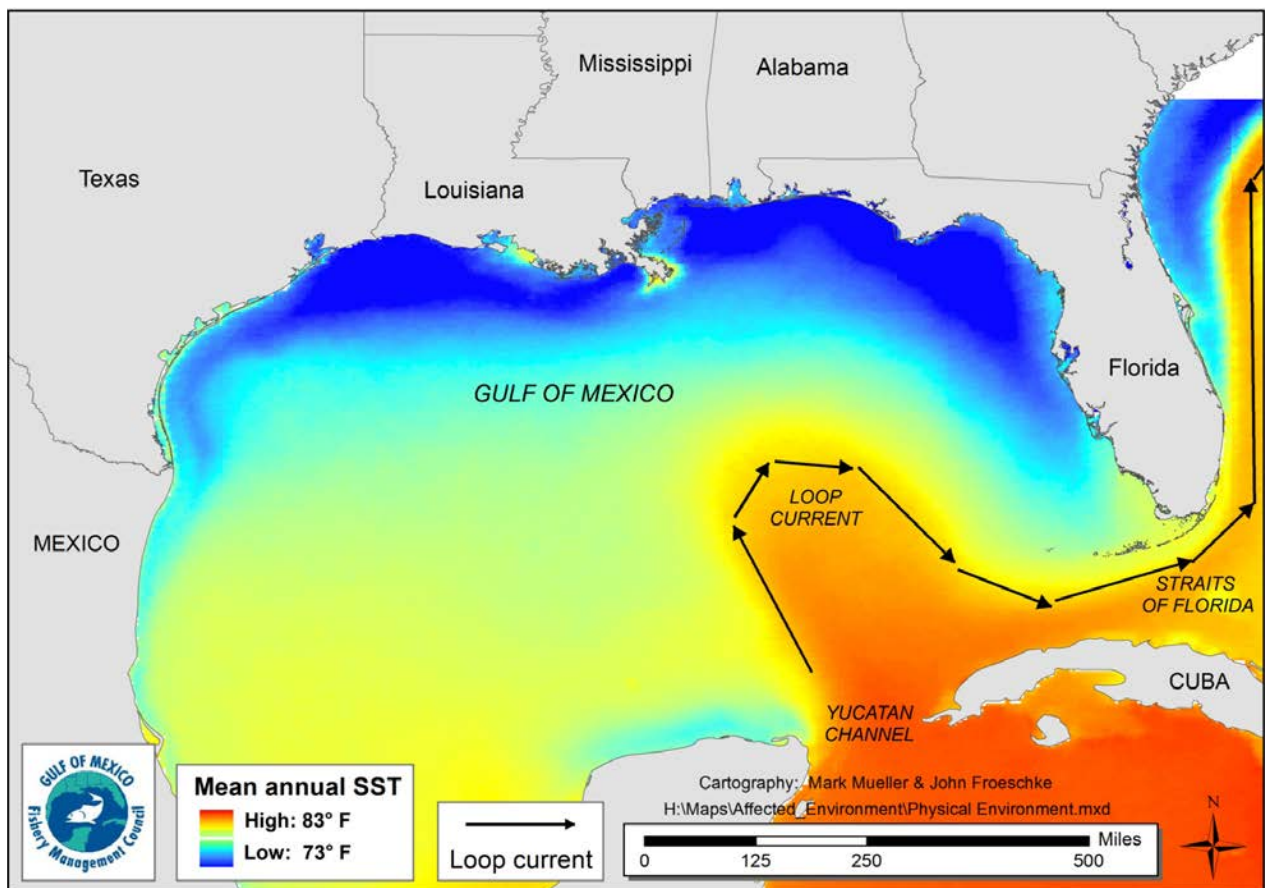 Mississippi
Alabama
Texas
Louisiana
Florida
GULF OF MEXICO
MEXICO
LOOP
CURRENT
STRAITS
OF FLORIDA
CUBA
YUCATAN
CHANNEL
GULF OF MEXICO
Fishery Management Council
Mean annual SST
High: 83° F
Low: 73° F
Loop current
Cartography: Mark Mueller & John Froeschke
H:\Maps\Affected_Environment\Physical Environment.mxd
Miles
0 125 250 500
N